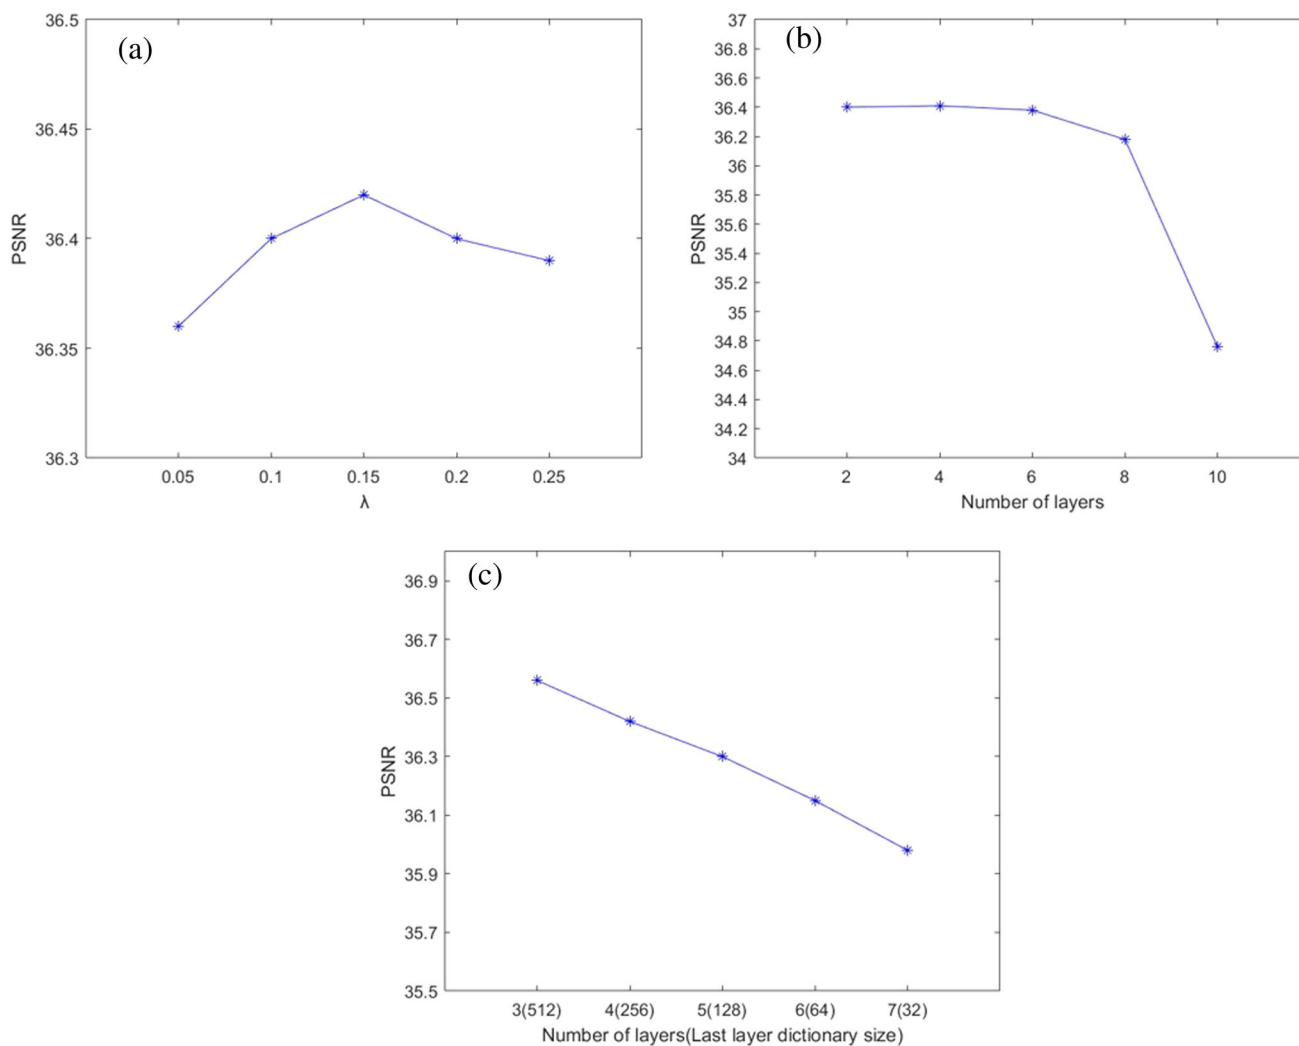 (a)
PSNR
36.5
36.45
36.4
36.35
36.3
0.05 0.1 0.15 0.2 0.25
λ
(b)
PSNR
37
36.8
36.6
36.4
36.2
36
35.8
35.6
35.4
35.2
35
34.8
34.6
34.4
34.2
34
2 4 6 8 10
Number of layers
(c)
PSNR
36.9
36.7
36.5
36.3
36.1
35.9
35.7
35.5
3(512) 4(256) 5(128) 6(64) 7(32)
Number of layers(Last layer dictionary size)